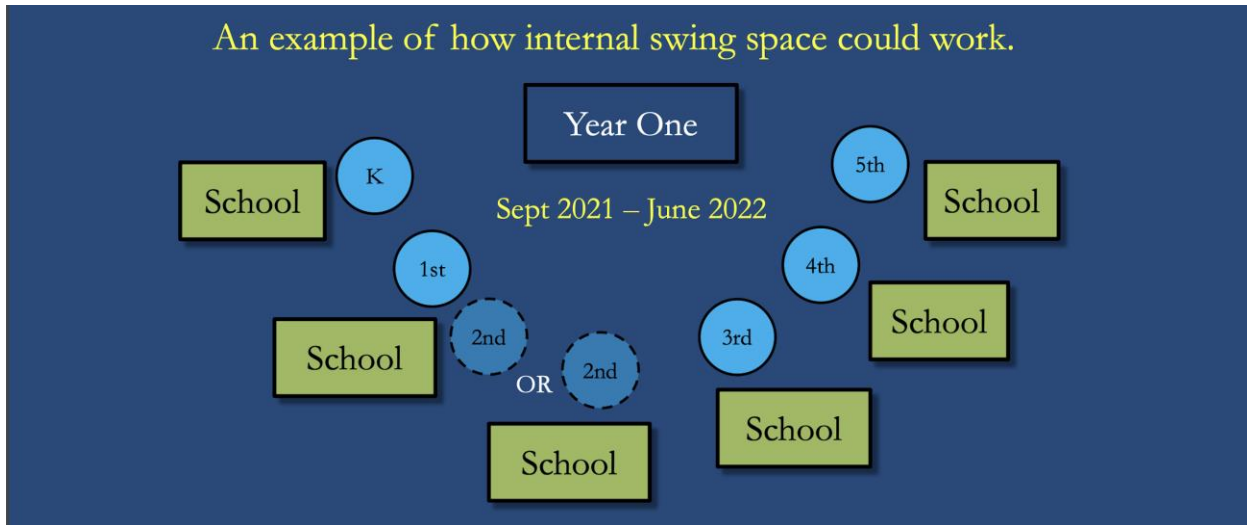 An example of how internal swing space could work.
Year One
K
School
5th
School
Sept 2021 – June 2022
1st
4th
School
2nd
OR
2nd
3rd
School
School
School